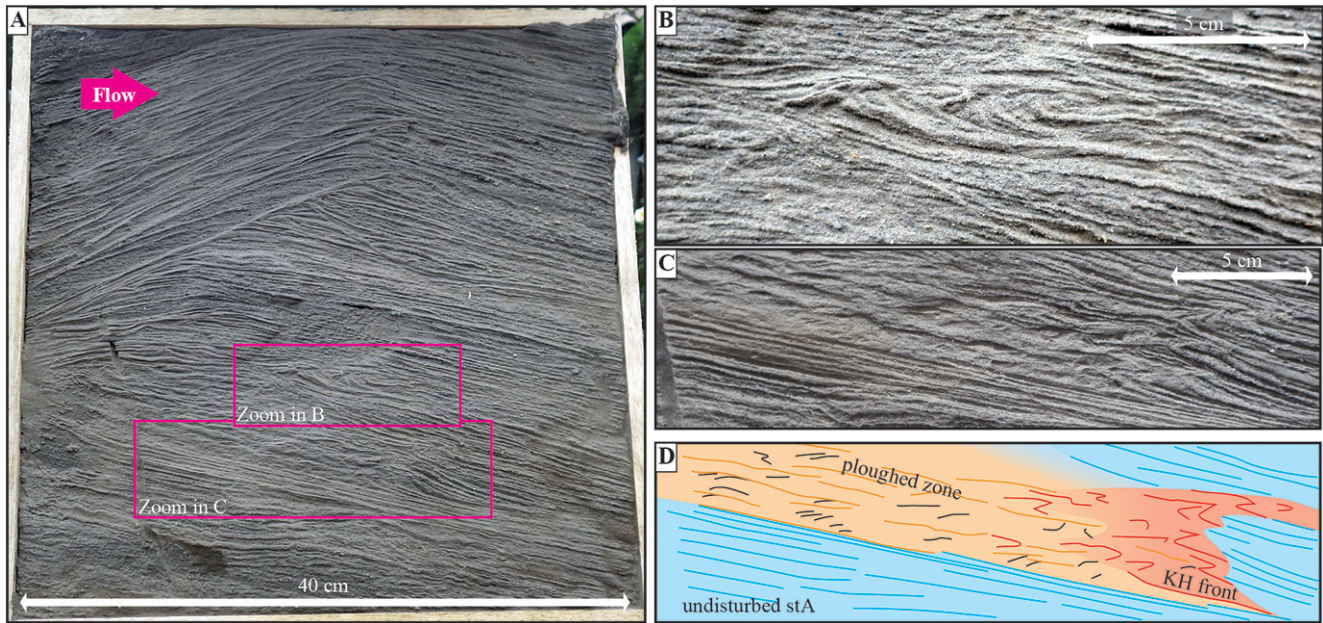 A
Flow
Zoom in B
Zoom in C
40 cm
B
5 cm
C
5 cm
D
ploughed zone
KH front
undisturbed stA